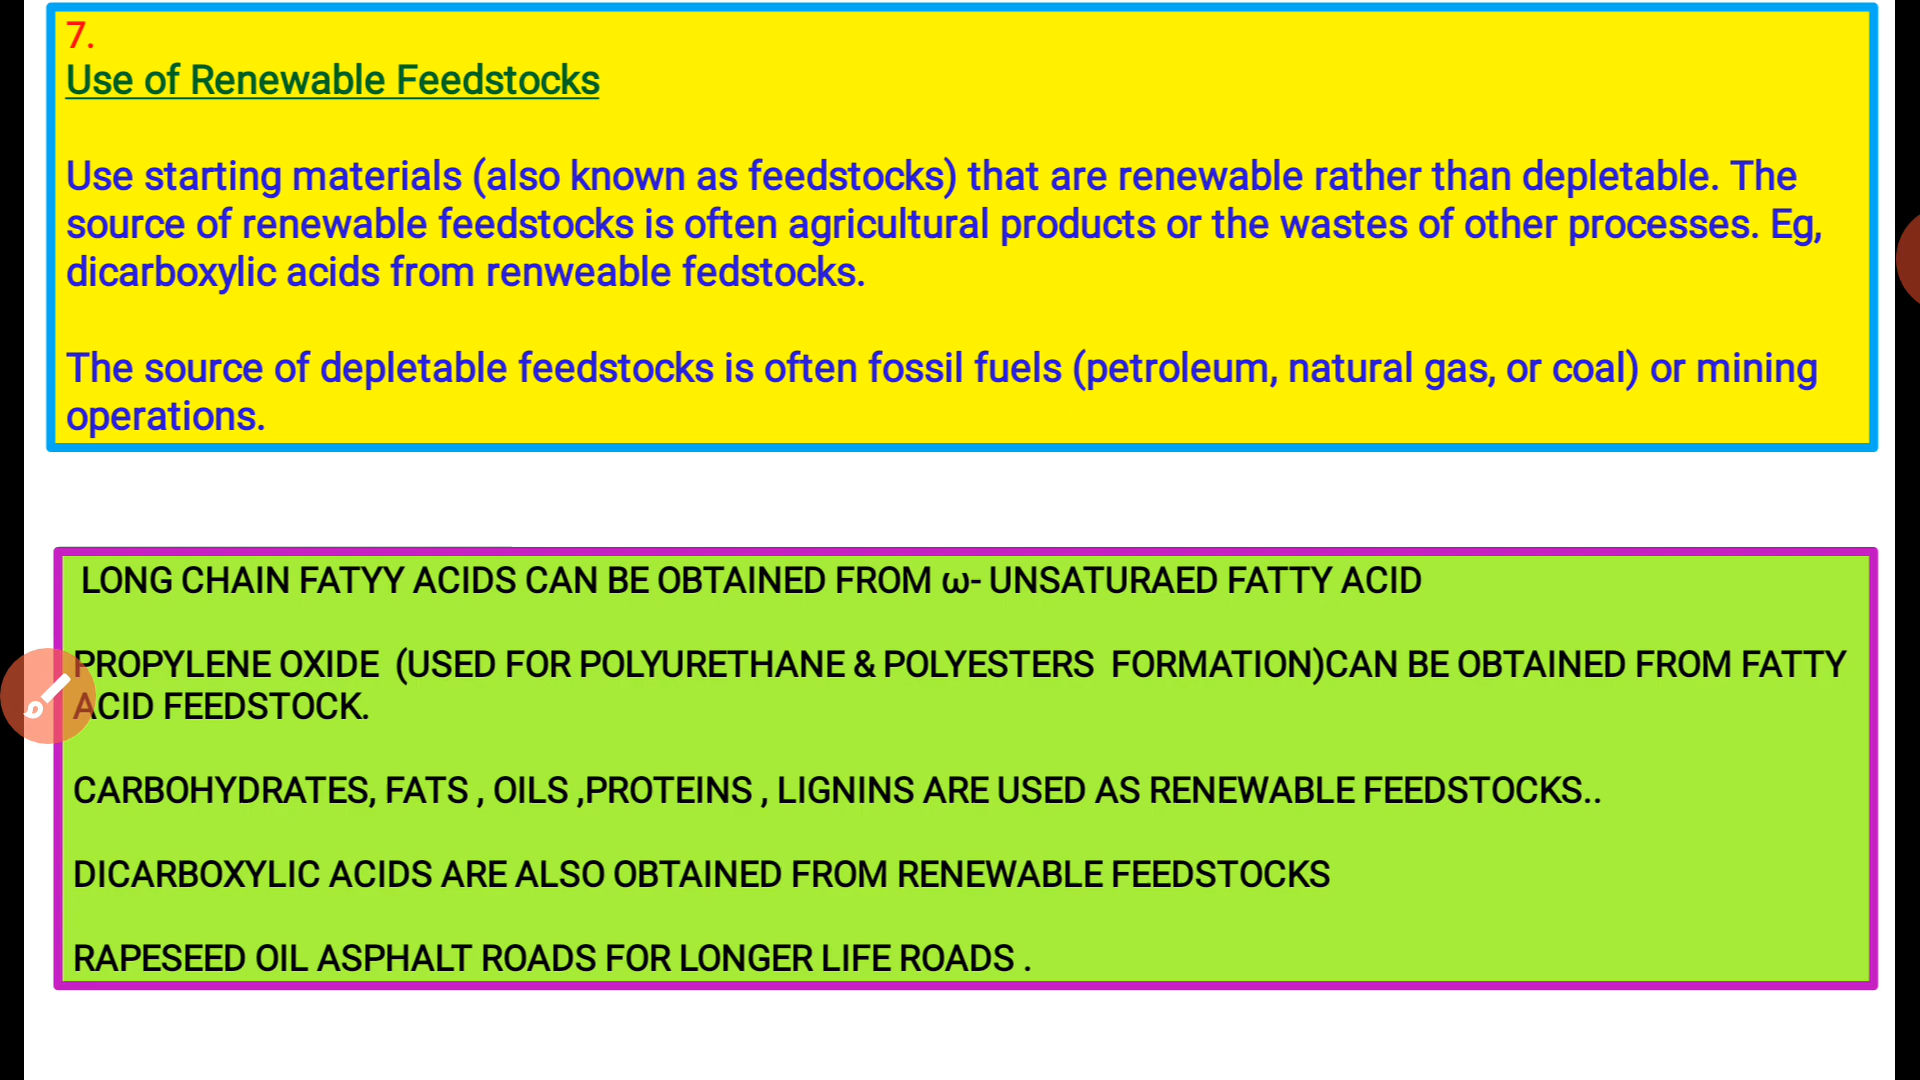 7.
Use of Renewable Feedstocks
Use starting materials (also known as feedstocks) that are renewable rather than depletable. The
source of renewable feedstocks is often agricultural products or the wastes of other processes. Eg,
dicarboxylic acids from renweable fedstocks.
The source of depletable feedstocks is often fossil fuels (petroleum, natural gas, or coal) or mining
operations.
LONG CHAIN FATYY ACIDS CAN BE OBTAINED FROM ω- UNSATURAED FATTY ACID
PROPYLENE OXIDE (USED FOR POLYURETHANE & POLYESTERS FORMATION)CAN BE OBTAINED FROM FATTY
ACID FEEDSTOCK.
CARBOHYDRATES, FATS , OILS ,PROTEINS , LIGNINS ARE USED AS RENEWABLE FEEDSTOCKS..
DICARBOXYLIC ACIDS ARE ALSO OBTAINED FROM RENEWABLE FEEDSTOCKS
RAPESEED OIL ASPHALT ROADS FOR LONGER LIFE ROADS .